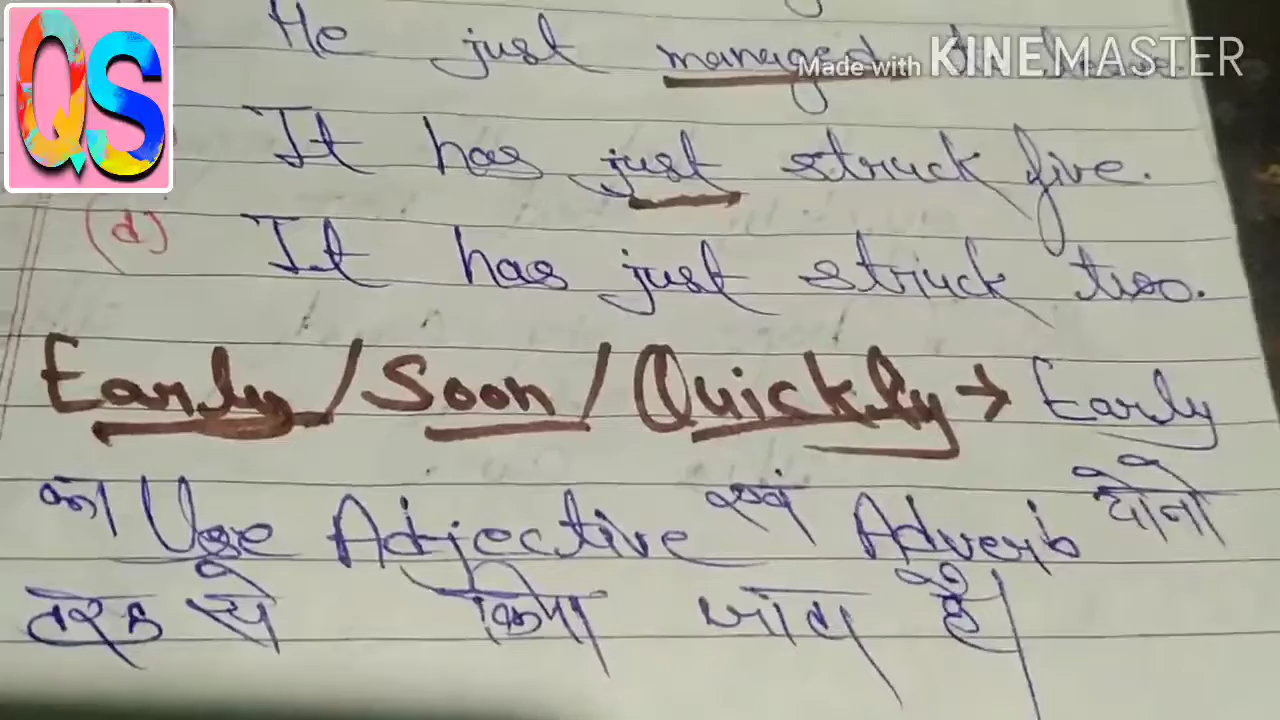 QS
He just managed to
Made with KINEMASTER
It has just struck five.
(d) It has just struck two.
Early/Soon/Quickly → Early
का Use Adjective एवं Adverb दोनो
तरह से किया जाता है।